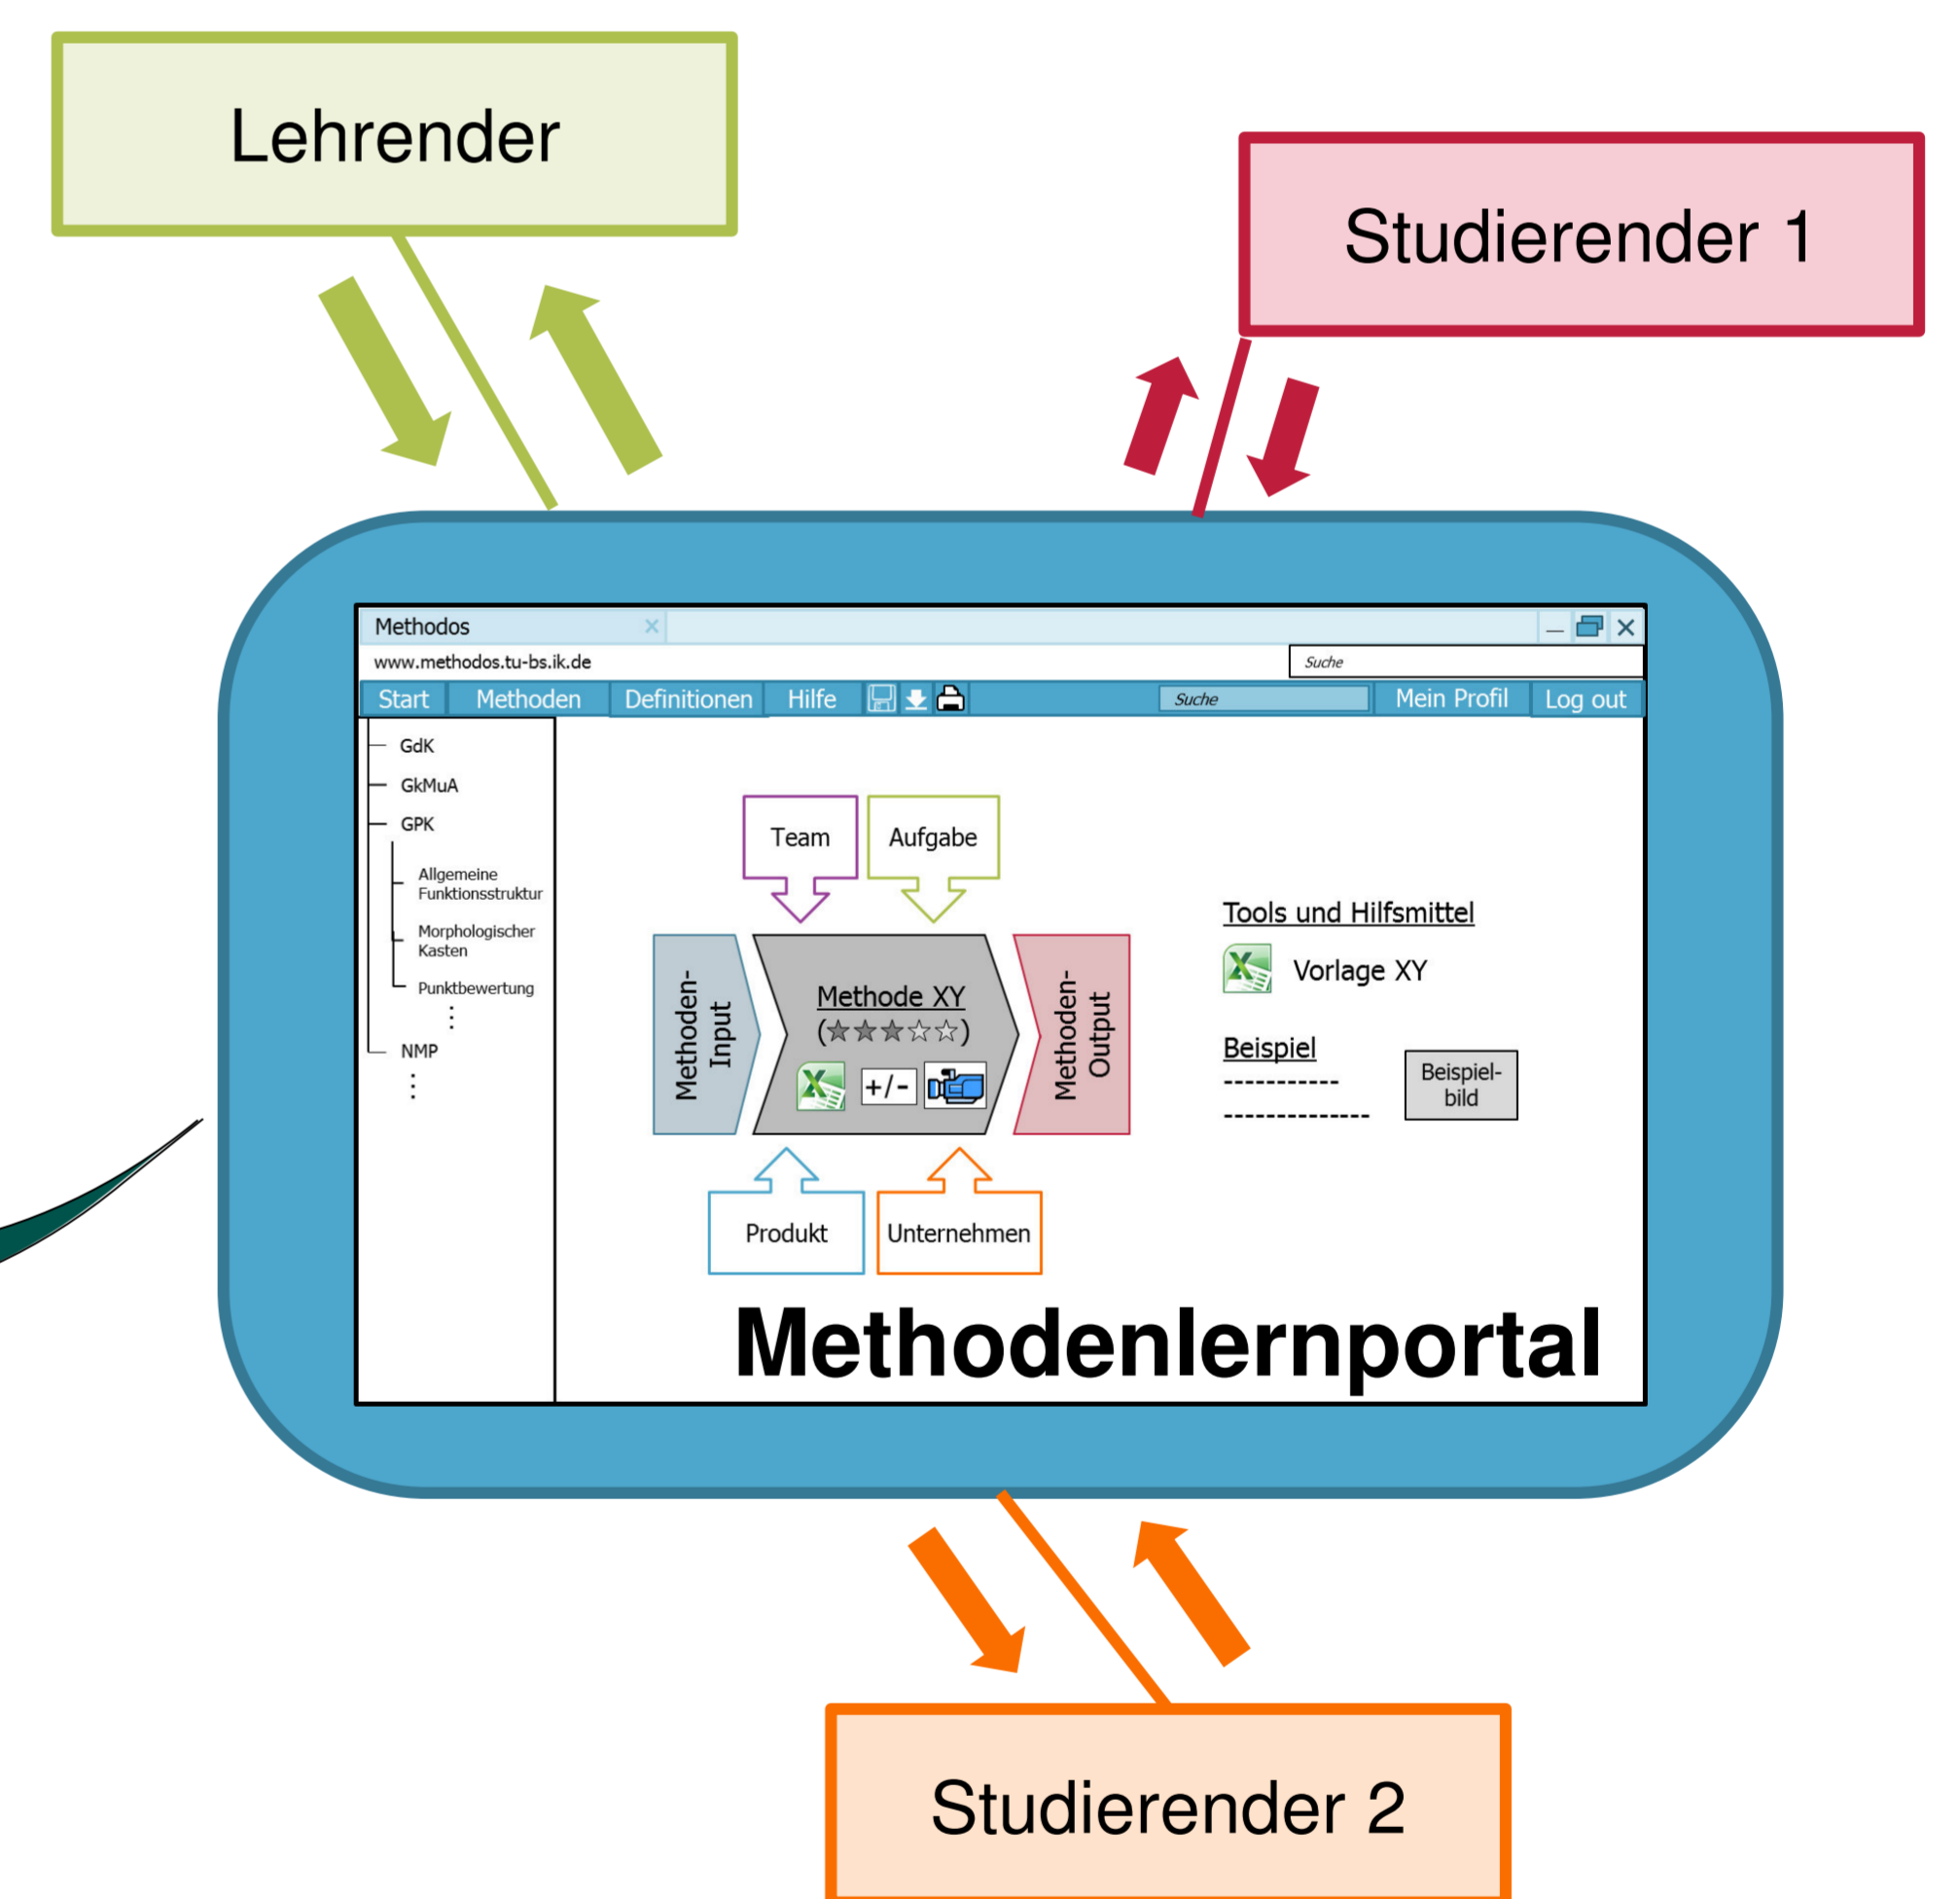 Lehrender
Studierender 1
Methodos
www.methodos.tu-bs.ik.de
Suche
Start Methoden Definitionen Hilfe Suche Mein Profil Log out
GdK
GkMuA
GPK
Allgemeine
Funktionsstruktur
Morphologischer
Kasten
Punktbewertung
NMP
Team
Aufgabe
Methoden-
Input
Methode XY
(★★★☆☆)
+/-
Methoden-
Output
Produkt
Unternehmen
Tools und Hilfsmittel
Vorlage XY
Beispiel
Beispiel-
bild
Methodenlernportal
Studierender 2